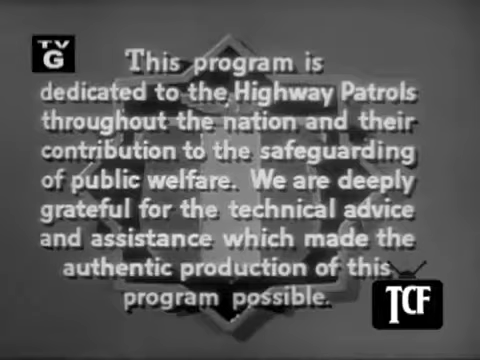 TV
G
This program is
dedicated to the Highway Patrols
throughout the nation and their
contribution to the safeguarding
of public welfare. We are deeply
grateful for the technical advice
and assistance which made the
authentic production of this
program possible.
TCF